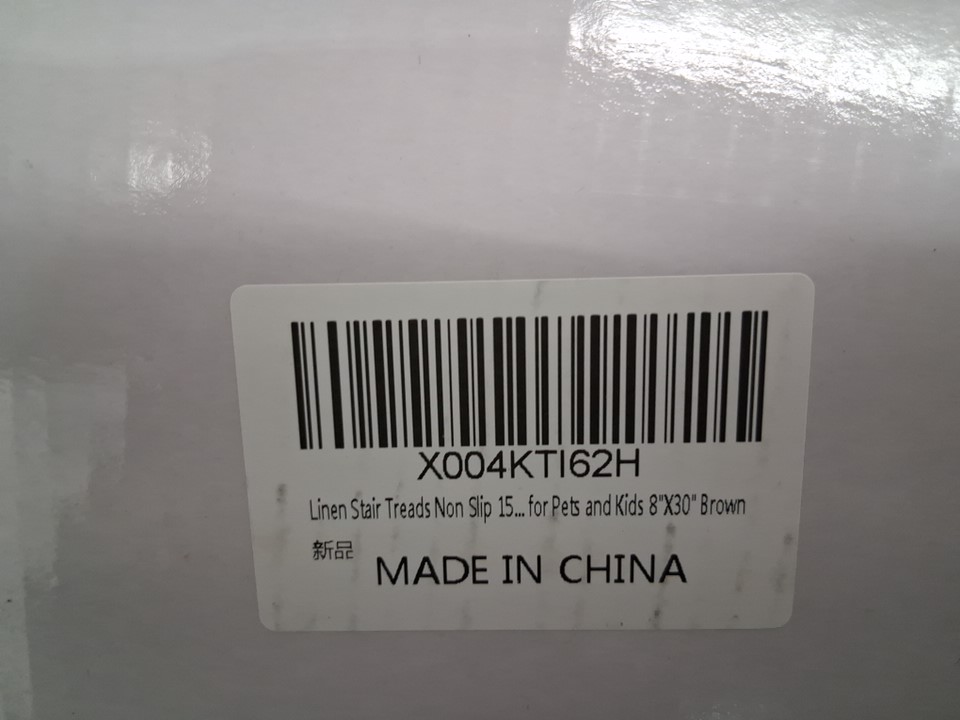 X004KTI62H
Linen Stair Treads Non Slip 15... for Pets and Kids 8"X30" Brown
新品
MADE IN CHINA